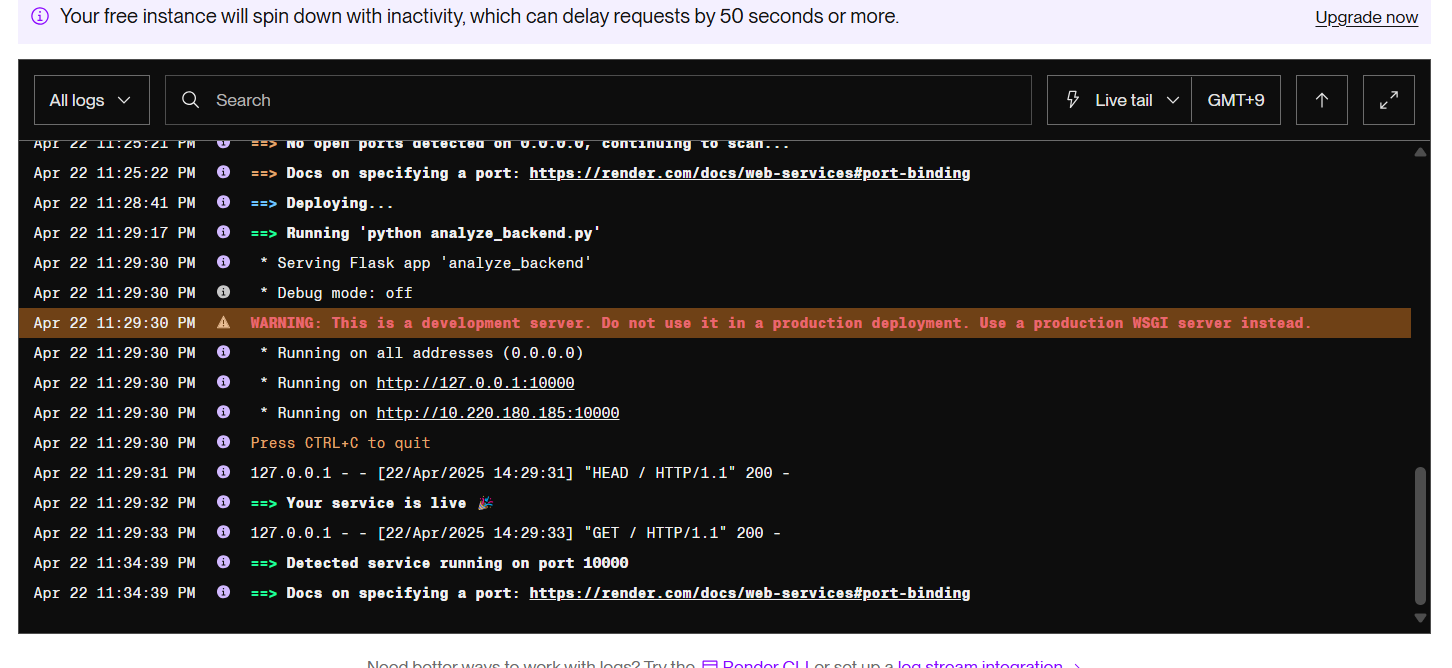 Your free instance will spin down with inactivity, which can delay requests by 50 seconds or more. Upgrade now
All logs Search Live tail GMT+9
Apr 22 11:25:21 PM ==> No open ports detected on 0.0.0.0, continuing to scan...
Apr 22 11:25:22 PM ==> Docs on specifying a port: https://render.com/docs/web-services#port-binding
Apr 22 11:28:41 PM ==> Deploying...
Apr 22 11:29:17 PM ==> Running 'python analyze_backend.py'
Apr 22 11:29:30 PM * Serving Flask app 'analyze_backend'
Apr 22 11:29:30 PM * Debug mode: off
Apr 22 11:29:30 PM WARNING: This is a development server. Do not use it in a production deployment. Use a production WSGI server instead.
Apr 22 11:29:30 PM * Running on all addresses (0.0.0.0)
Apr 22 11:29:30 PM * Running on http://127.0.0.1:10000
Apr 22 11:29:30 PM * Running on http://10.220.180.185:10000
Apr 22 11:29:30 PM Press CTRL+C to quit
Apr 22 11:29:31 PM 127.0.0.1 - - [22/Apr/2025 14:29:31] "HEAD / HTTP/1.1" 200 -
Apr 22 11:29:32 PM ==> Your service is live 🎉
Apr 22 11:29:33 PM 127.0.0.1 - - [22/Apr/2025 14:29:33] "GET / HTTP/1.1" 200 -
Apr 22 11:34:39 PM ==> Detected service running on port 10000
Apr 22 11:34:39 PM ==> Docs on specifying a port: https://render.com/docs/web-services#port-binding
Need better ways to work with logs? Try the Render CLI or set up a log stream integration